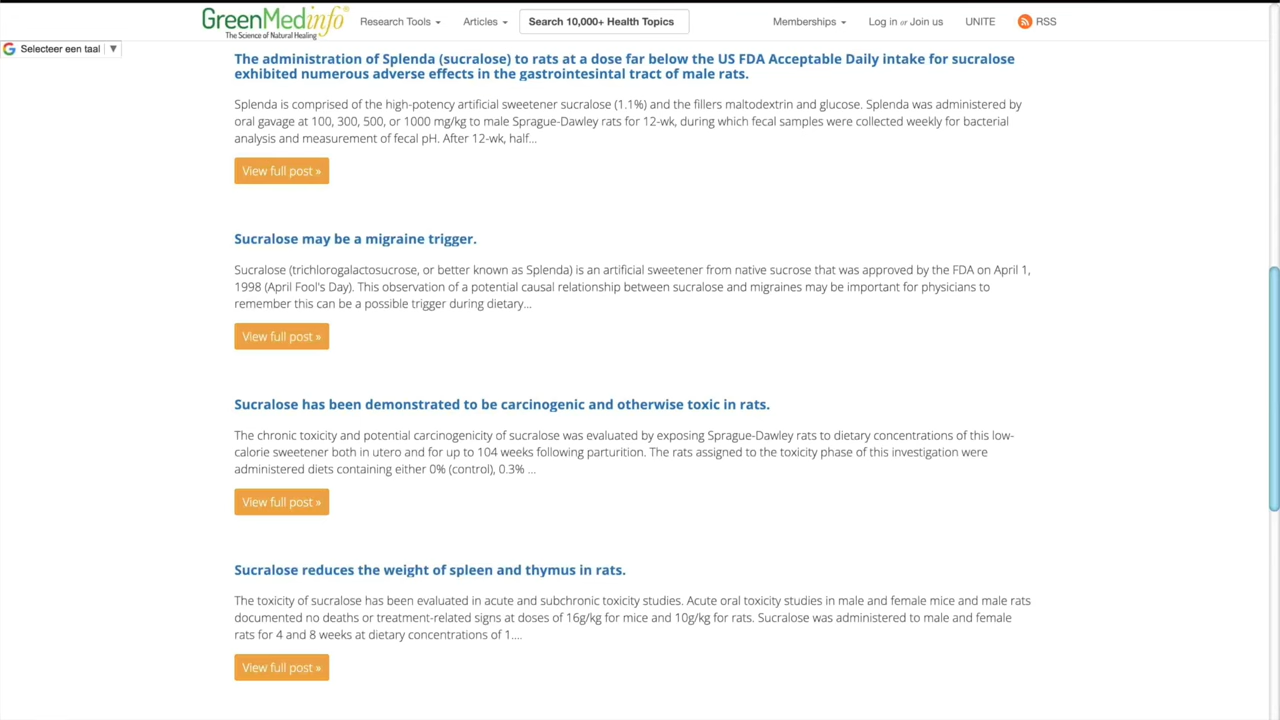 GreenMedinfo®
The Science of Natural Healing
Research Tools
Articles
Search 10,000+ Health Topics
Memberships
Log in or Join us
UNITE
RSS
Selecteer een taal ▼
The administration of Splenda (sucralose) to rats at a dose far below the US FDA Acceptable Daily intake for sucralose
exhibited numerous adverse effects in the gastrointesintal tract of male rats.
Splenda is comprised of the high-potency artificial sweetener sucralose (1.1%) and the fillers maltodextrin and glucose. Splenda was administered by
oral gavage at 100, 300, 500, or 1000 mg/kg to male Sprague-Dawley rats for 12-wk, during which fecal samples were collected weekly for bacterial
analysis and measurement of fecal pH. After 12-wk, half...
View full post »
Sucralose may be a migraine trigger.
Sucralose (trichlorogalactosucrose, or better known as Splenda) is an artificial sweetener from native sucrose that was approved by the FDA on April 1,
1998 (April Fool's Day). This observation of a potential causal relationship between sucralose and migraines may be important for physicians to
remember this can be a possible trigger during dietary...
View full post »
Sucralose has been demonstrated to be carcinogenic and otherwise toxic in rats.
The chronic toxicity and potential carcinogenicity of sucralose was evaluated by exposing Sprague-Dawley rats to dietary concentrations of this low-
calorie sweetener both in utero and for up to 104 weeks following parturition. The rats assigned to the toxicity phase of this investigation were
administered diets containing either 0% (control), 0.3% ...
View full post »
Sucralose reduces the weight of spleen and thymus in rats.
The toxicity of sucralose has been evaluated in acute and subchronic toxicity studies. Acute oral toxicity studies in male and female mice and male rats
documented no deaths or treatment-related signs at doses of 16g/kg for mice and 10g/kg for rats. Sucralose was administered to male and female
rats for 4 and 8 weeks at dietary concentrations of 1....
View full post »